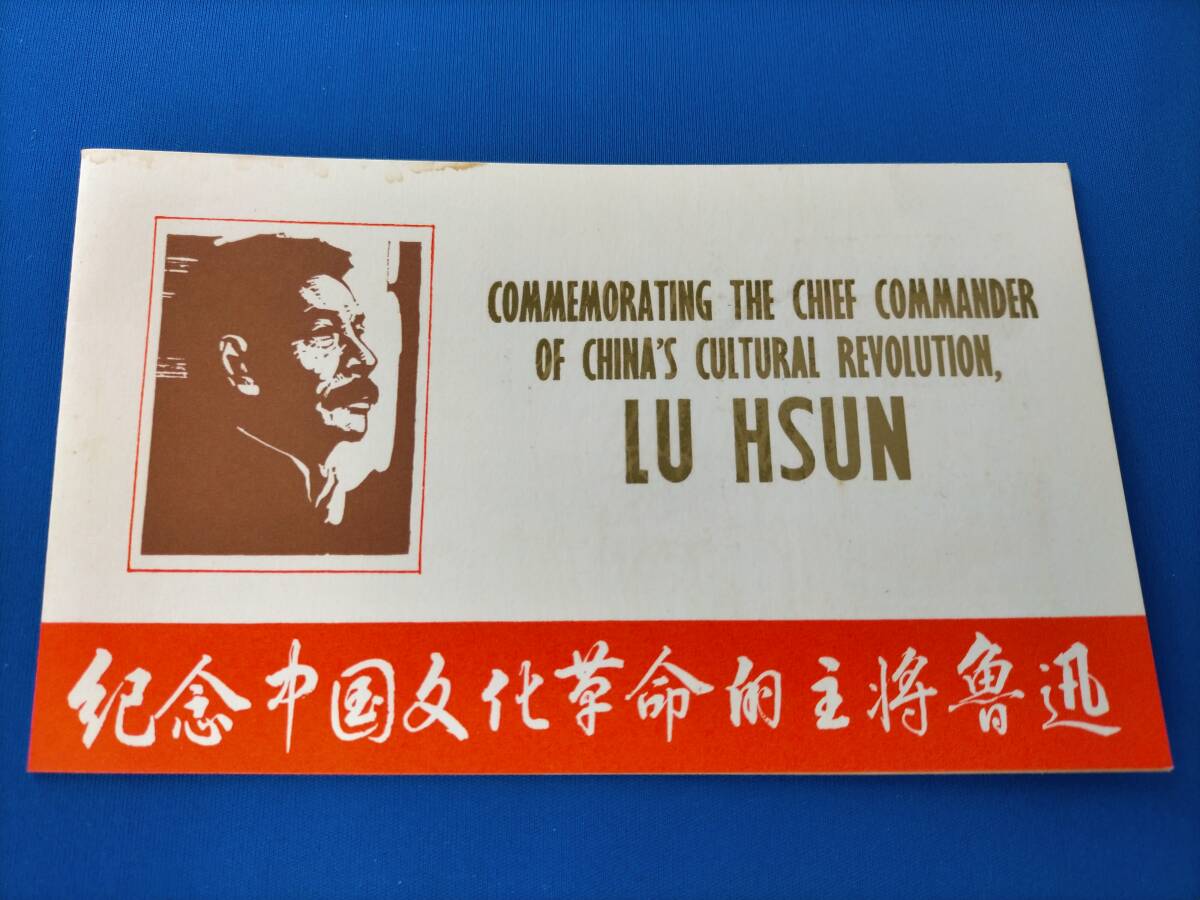 COMMEMORATING THE CHIEF COMMANDER
OF CHINA'S CULTURAL REVOLUTION,
LU HSUN
纪念中国文化革命的主将鲁迅